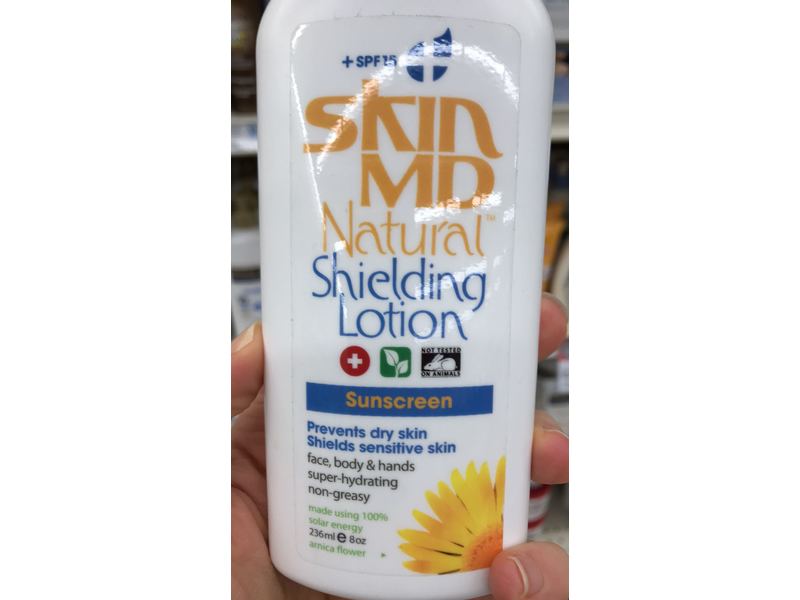 + SPF15
SKIN
MD
Natural™
Shielding
Lotion
NOT TESTED
ON ANIMALS
Sunscreen
Prevents dry skin
Shields sensitive skin
face, body & hands
super-hydrating
non-greasy
made using 100%
solar energy
236ml e 8oz
arnica flower